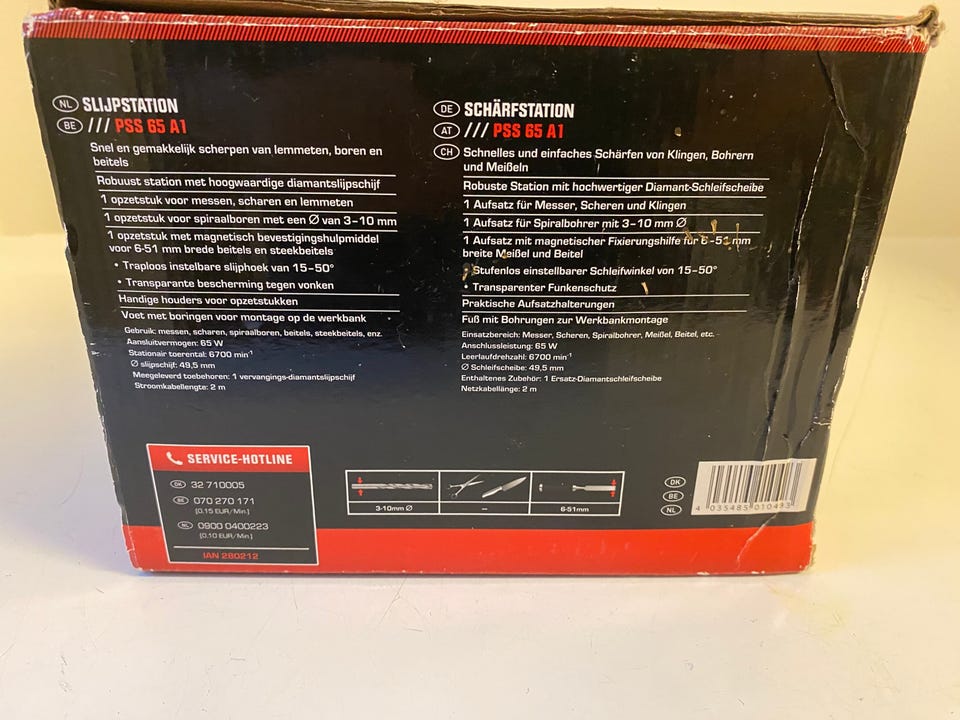 NL SLIJPSTATION
BE /// PSS 65 A1
Snel en gemakkelijk scherpen van lemmeten, boren en
beitels
Robuust station met hoogwaardige diamantslijpschijf
1 opzetstuk voor messen, scharen en lemmeten
1 opzetstuk voor spiraalboren met een Ø van 3–10 mm
1 opzetstuk met magnetisch bevestigingshulpmiddel
voor 6-51 mm brede beitels en steekbeitels
• Traploos instelbare slijphoek van 15–50°
• Transparante bescherming tegen vonken
Handige houders voor opzetstukken
Voet met boringen voor montage op de werkbank
Gebruik: messen, scharen, spiraalboren, beitels, steekbeitels, enz.
Aansluitvermogen: 65 W
Stationair toerental: 6700 min⁻¹
Ø slijpschijf: 49,5 mm
Meegeleverd toebehoren: 1 vervangings-diamantslijpschijf
Stroomkabellengte: 2 m
DE SCHÄRFSTATION
AT /// PSS 65 A1
CH Schnelles und einfaches Schärfen von Klingen, Bohrern
und Meißeln
Robuste Station mit hochwertiger Diamant-Schleifscheibe
1 Aufsatz für Messer, Scheren und Klingen
1 Aufsatz für Spiralbohrer mit 3–10 mm Ø
1 Aufsatz mit magnetischer Fixierungshilfe für 6-51 mm
breite Meißel und Beitel
• Stufenlos einstellbarer Schleifwinkel von 15–50°
• Transparenter Funkenschutz
Praktische Aufsatzhalterungen
Fuß mit Bohrungen zur Werkbankmontage
Einsatzbereich: Messer, Scheren, Spiralbohrer, Meißel, Beitel, etc.
Anschlussleistung: 65 W
Leerlaufdrehzahl: 6700 min⁻¹
Ø Schleifscheibe: 49,5 mm
Enthaltenes Zubehör: 1 Ersatz-Diamantschleifscheibe
Netzkabellänge: 2 m
SERVICE-HOTLINE
DK 32 710005
BE 070 270 171
(0,15 EUR/Min.)
NL 0900 0400223
(0,10 EUR/Min.)
IAN 280212
3-10mm Ø
–
6-51mm
DK
BE
NL
4 035485 010433